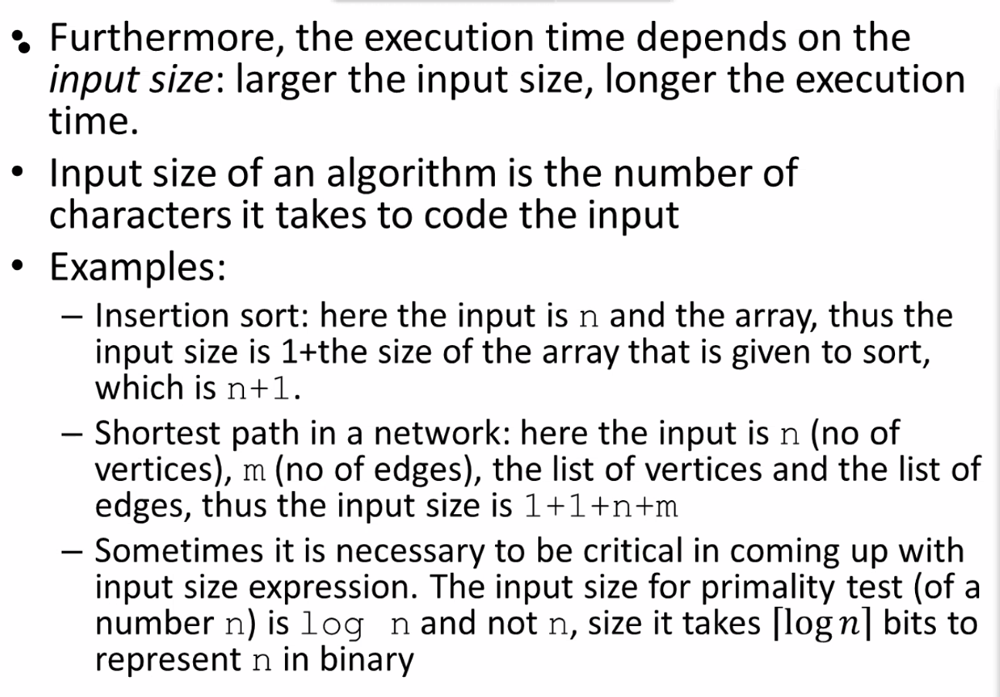 • Furthermore, the execution time depends on the
input size: larger the input size, longer the execution
time.
• Input size of an algorithm is the number of
characters it takes to code the input
• Examples:
– Insertion sort: here the input is n and the array, thus the
input size is 1+the size of the array that is given to sort,
which is n+1.
– Shortest path in a network: here the input is n (no of
vertices), m (no of edges), the list of vertices and the list of
edges, thus the input size is 1+1+n+m
– Sometimes it is necessary to be critical in coming up with
input size expression. The input size for primality test (of a
number n) is log n and not n, size it takes ⌈log n⌉ bits to
represent n in binary